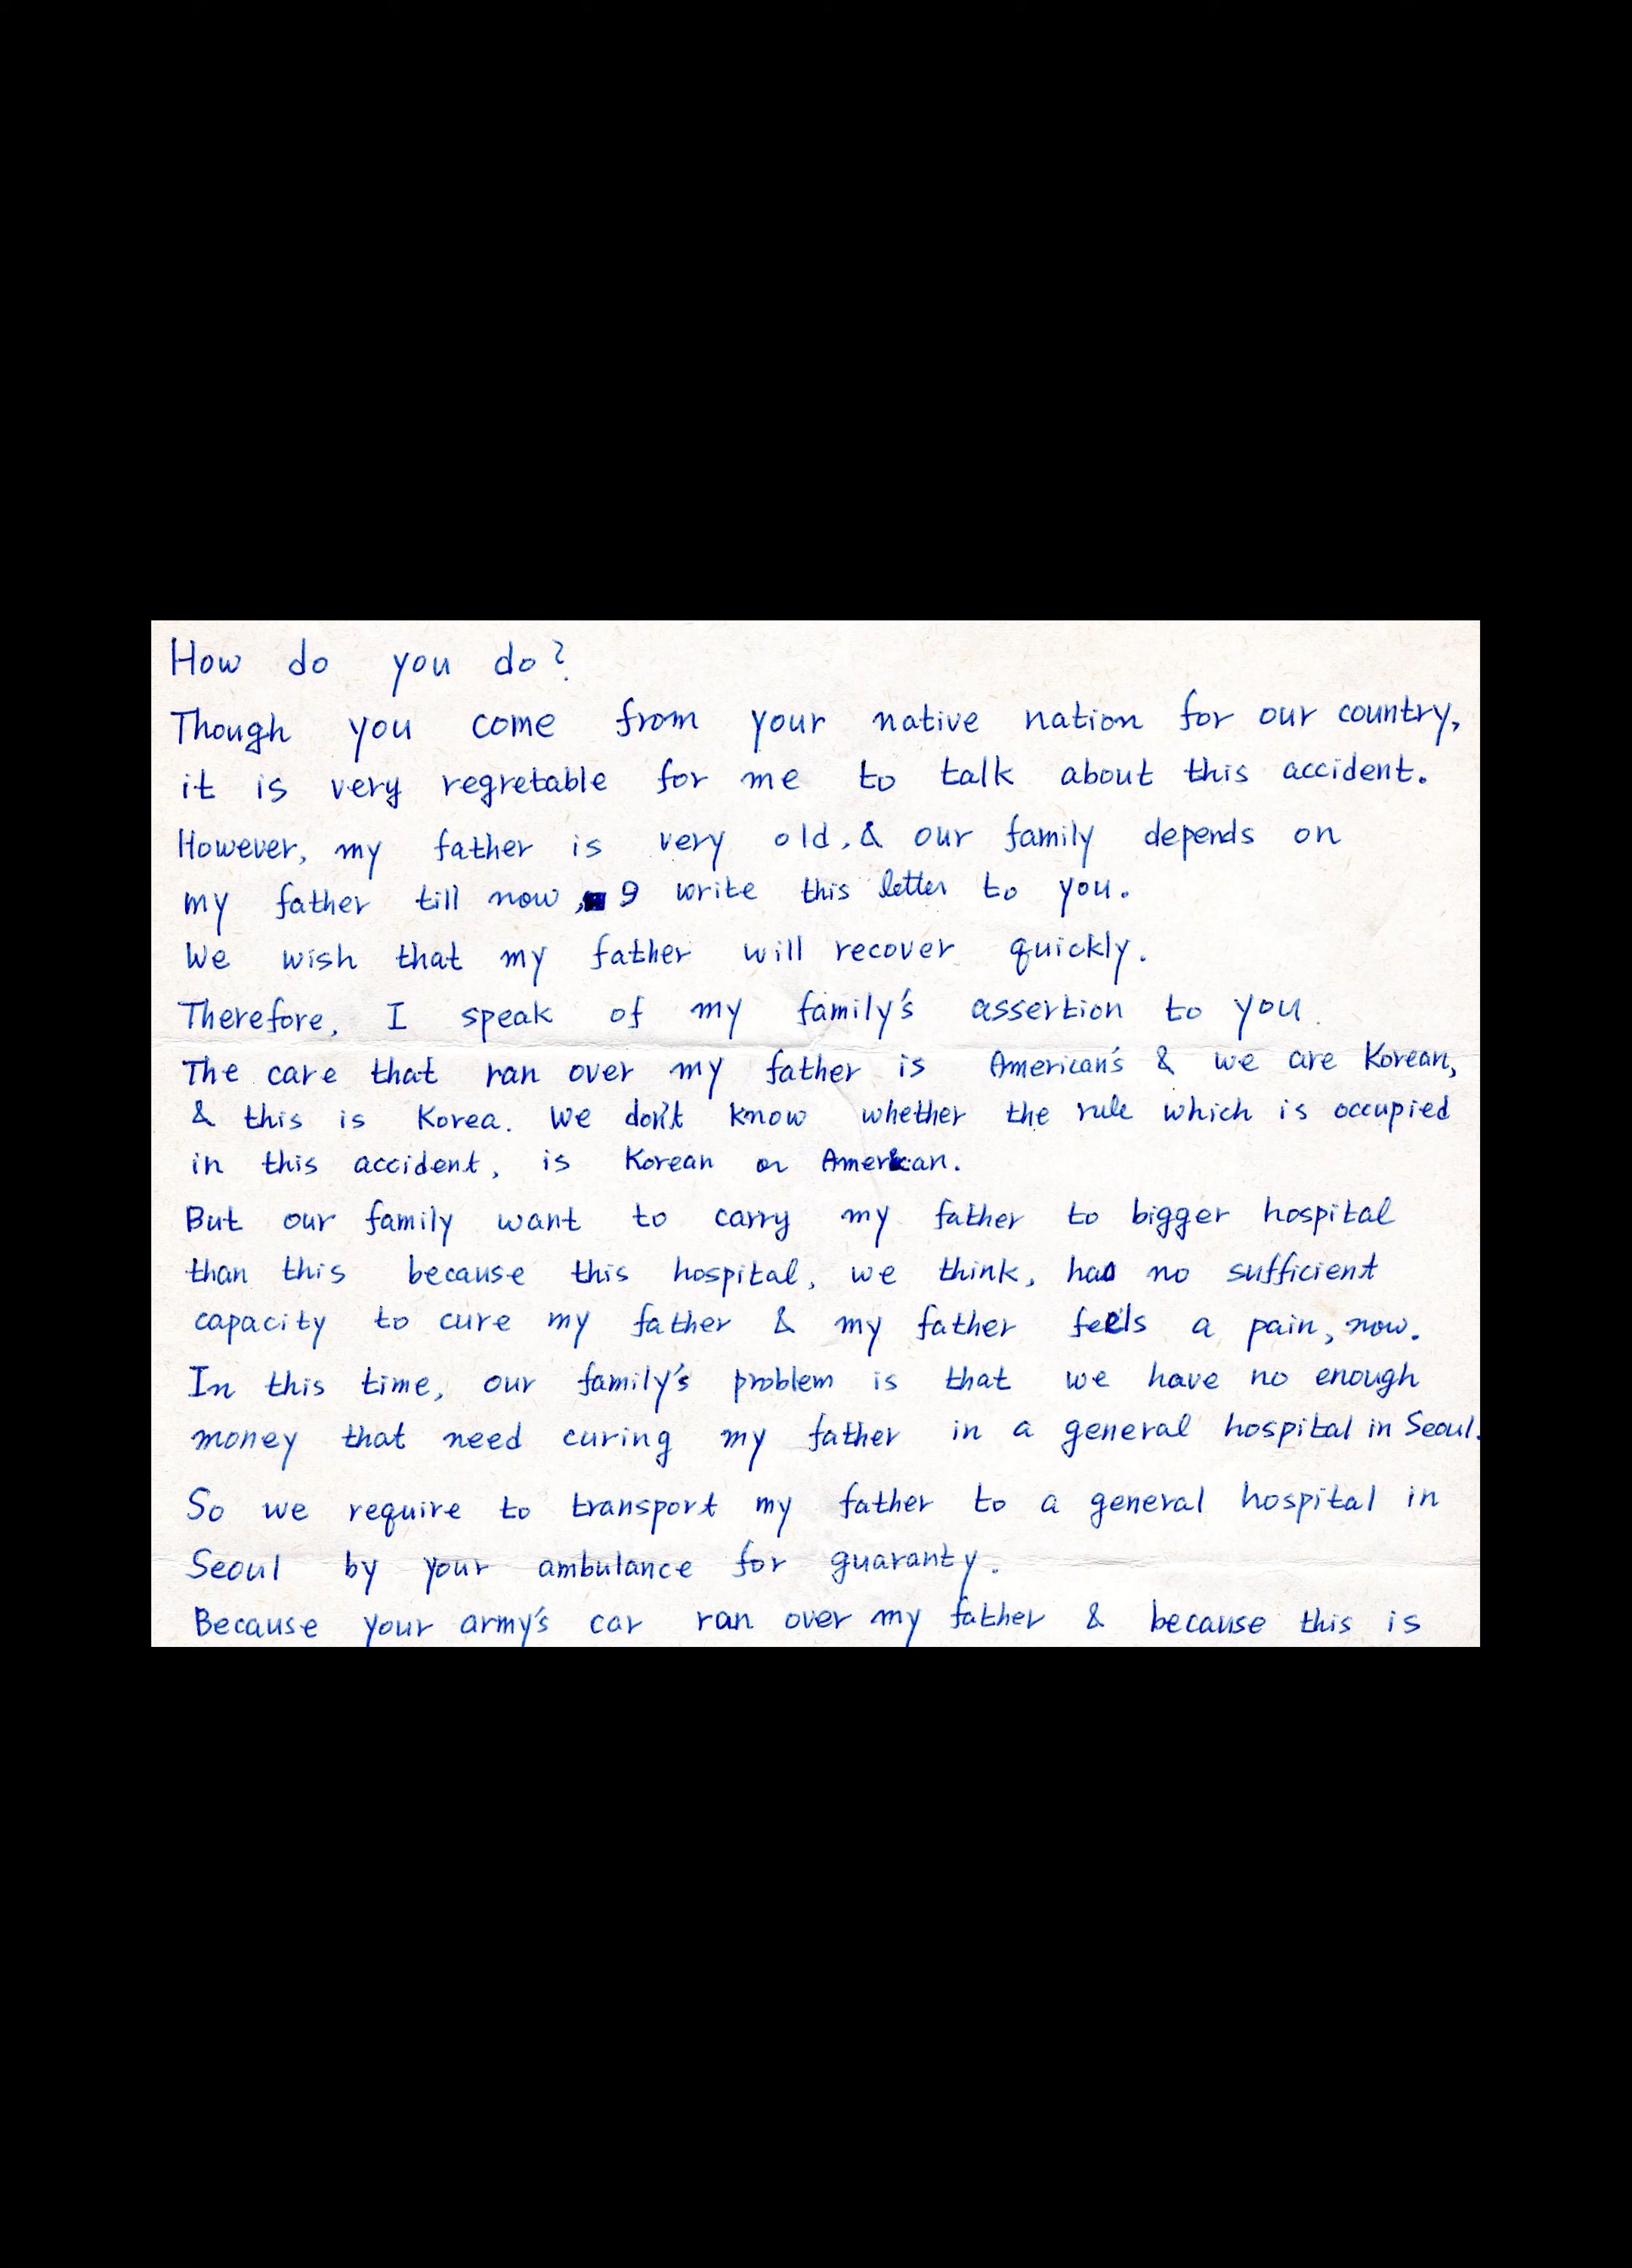 How do you do?
Though you come from your native nation for our country,
it is very regretable for me to talk about this accident.
However, my father is very old, & our family depends on
my father till now, I write this letter to you.
We wish that my father will recover quickly.
Therefore, I speak of my family's assertion to you.
The care that ran over my father is American's & we are Korean,
& this is Korea. We don't know whether the rule which is occupied
in this accident, is Korean or American.
But our family want to carry my father to bigger hospital
than this because this hospital, we think, has no sufficient
capacity to cure my father & my father feels a pain, now.
In this time, our family's problem is that we have no enough
money that need curing my father in a general hospital in Seoul.
So we require to transport my father to a general hospital in
Seoul by your ambulance for guaranty.
Because your army's car ran over my father & because this is